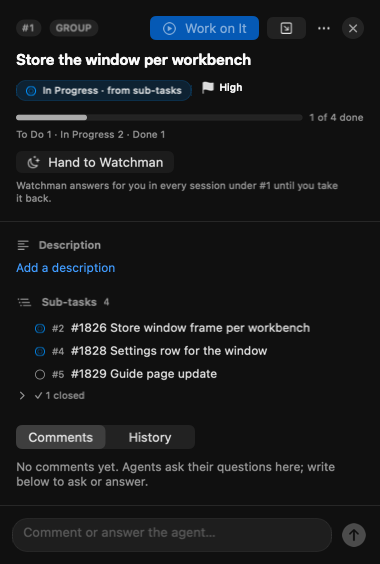 #1 GROUP Work on It
Store the window per workbench
In Progress · from sub-tasks High
1 of 4 done
To Do 1 · In Progress 2 · Done 1
Hand to Watchman
Watchman answers for you in every session under #1 until you take
it back.
Description
Add a description
Sub-tasks 4
#2 #1826 Store window frame per workbench
#4 #1828 Settings row for the window
#5 #1829 Guide page update
✓ 1 closed
Comments History
No comments yet. Agents ask their questions here; write
below to ask or answer.
Comment or answer the agent...